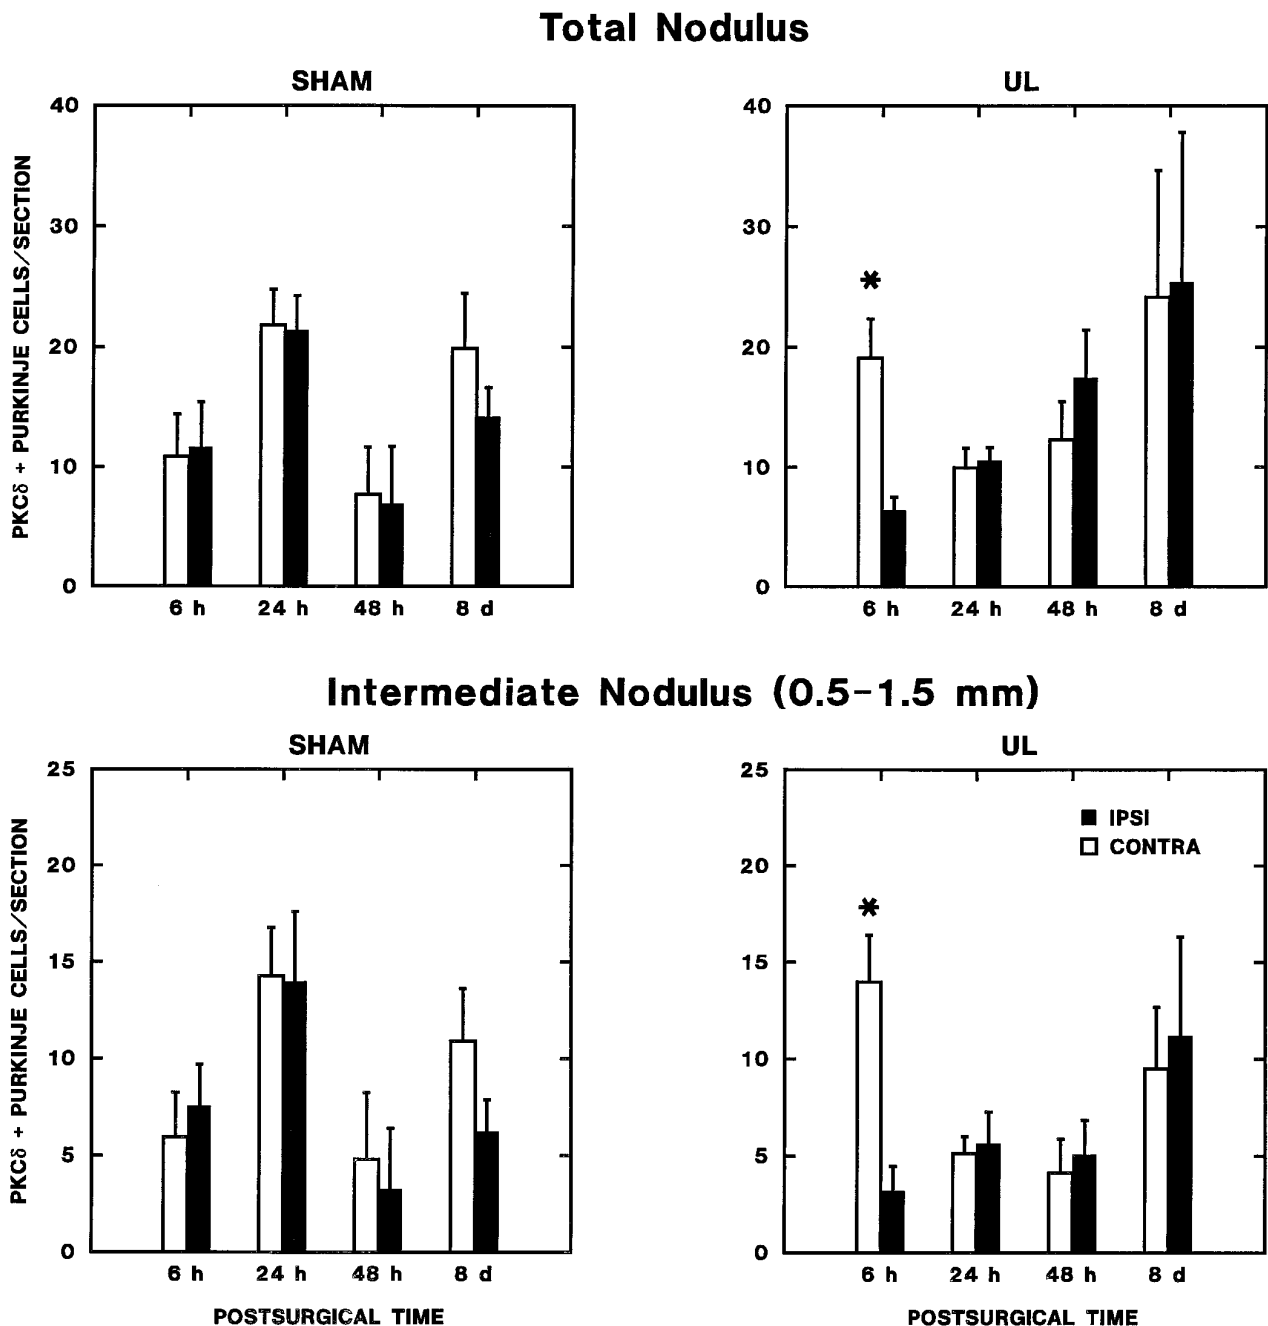 Total Nodulus
SHAM
UL
PKCδ + PURKINJE CELLS/SECTION
40
30
20
10
0
6 h 24 h 48 h 8 d
40
30
20
10
0
*
6 h 24 h 48 h 8 d
Intermediate Nodulus (0.5-1.5 mm)
SHAM
UL
PKCδ + PURKINJE CELLS/SECTION
25
20
15
10
5
0
6 h 24 h 48 h 8 d
POSTSURGICAL TIME
25
20
15
10
5
0
IPSI
CONTRA
*
6 h 24 h 48 h 8 d
POSTSURGICAL TIME